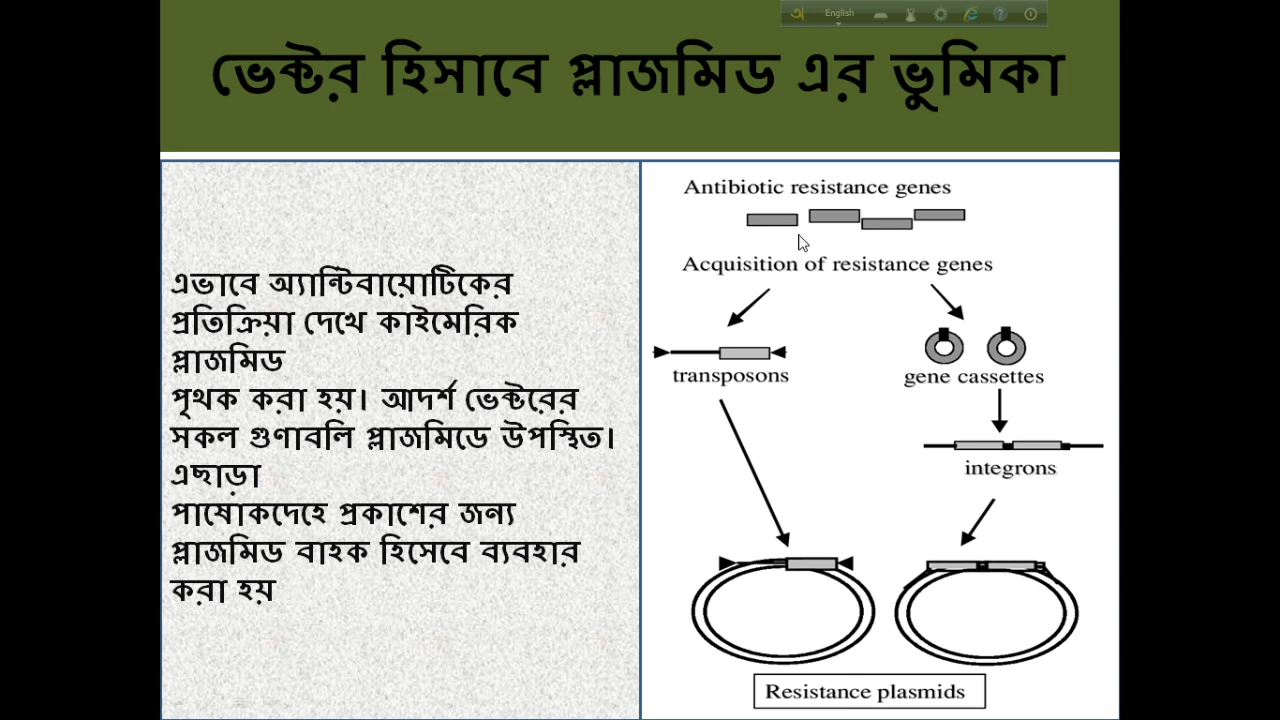 অ English
ভেক্টর হিসাবে প্লাজমিড এর ভুমিকা
এভাবে অ্যান্টিবায়োটিকের
প্রতিক্রিয়া দেখে কাইমেরিক
প্লাজমিড
পৃথক করা হয়। আদর্শ ভেক্টরের
সকল গুণাবলি প্লাজমিডে উপস্থিত।
এছাড়া
পোষোকদেহে প্রকাশের জন্য
প্লাজমিড বাহক হিসেবে ব্যবহার
করা হয়
Antibiotic resistance genes
Acquisition of resistance genes
transposons
gene cassettes
integrons
Resistance plasmids